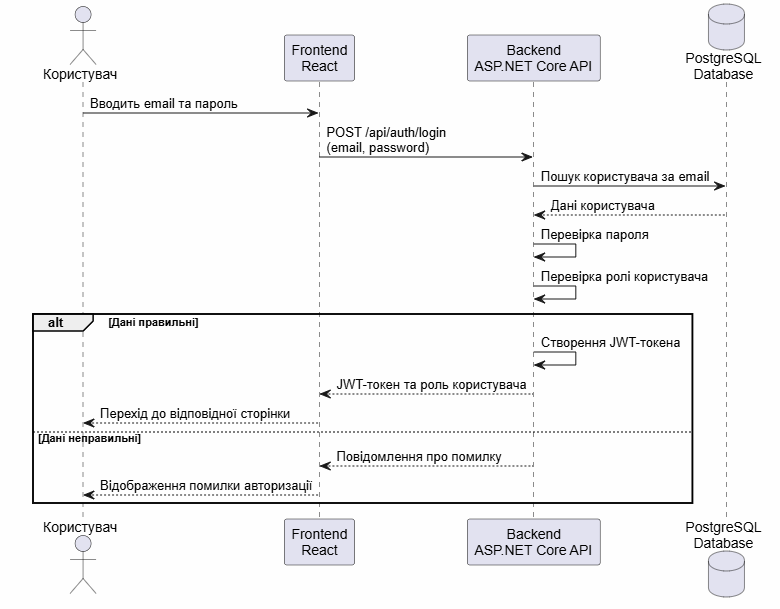 Користувач
Frontend
React
Backend
ASP.NET Core API
PostgreSQL
Database
Вводить email та пароль
POST /api/auth/login
(email, password)
Пошук користувача за email
Дані користувача
Перевірка пароля
Перевірка ролі користувача
alt
[Дані правильні]
Створення JWT-токена
JWT-токен та роль користувача
Перехід до відповідної сторінки
[Дані неправильні]
Повідомлення про помилку
Відображення помилки авторизації
Користувач
Frontend
React
Backend
ASP.NET Core API
PostgreSQL
Database